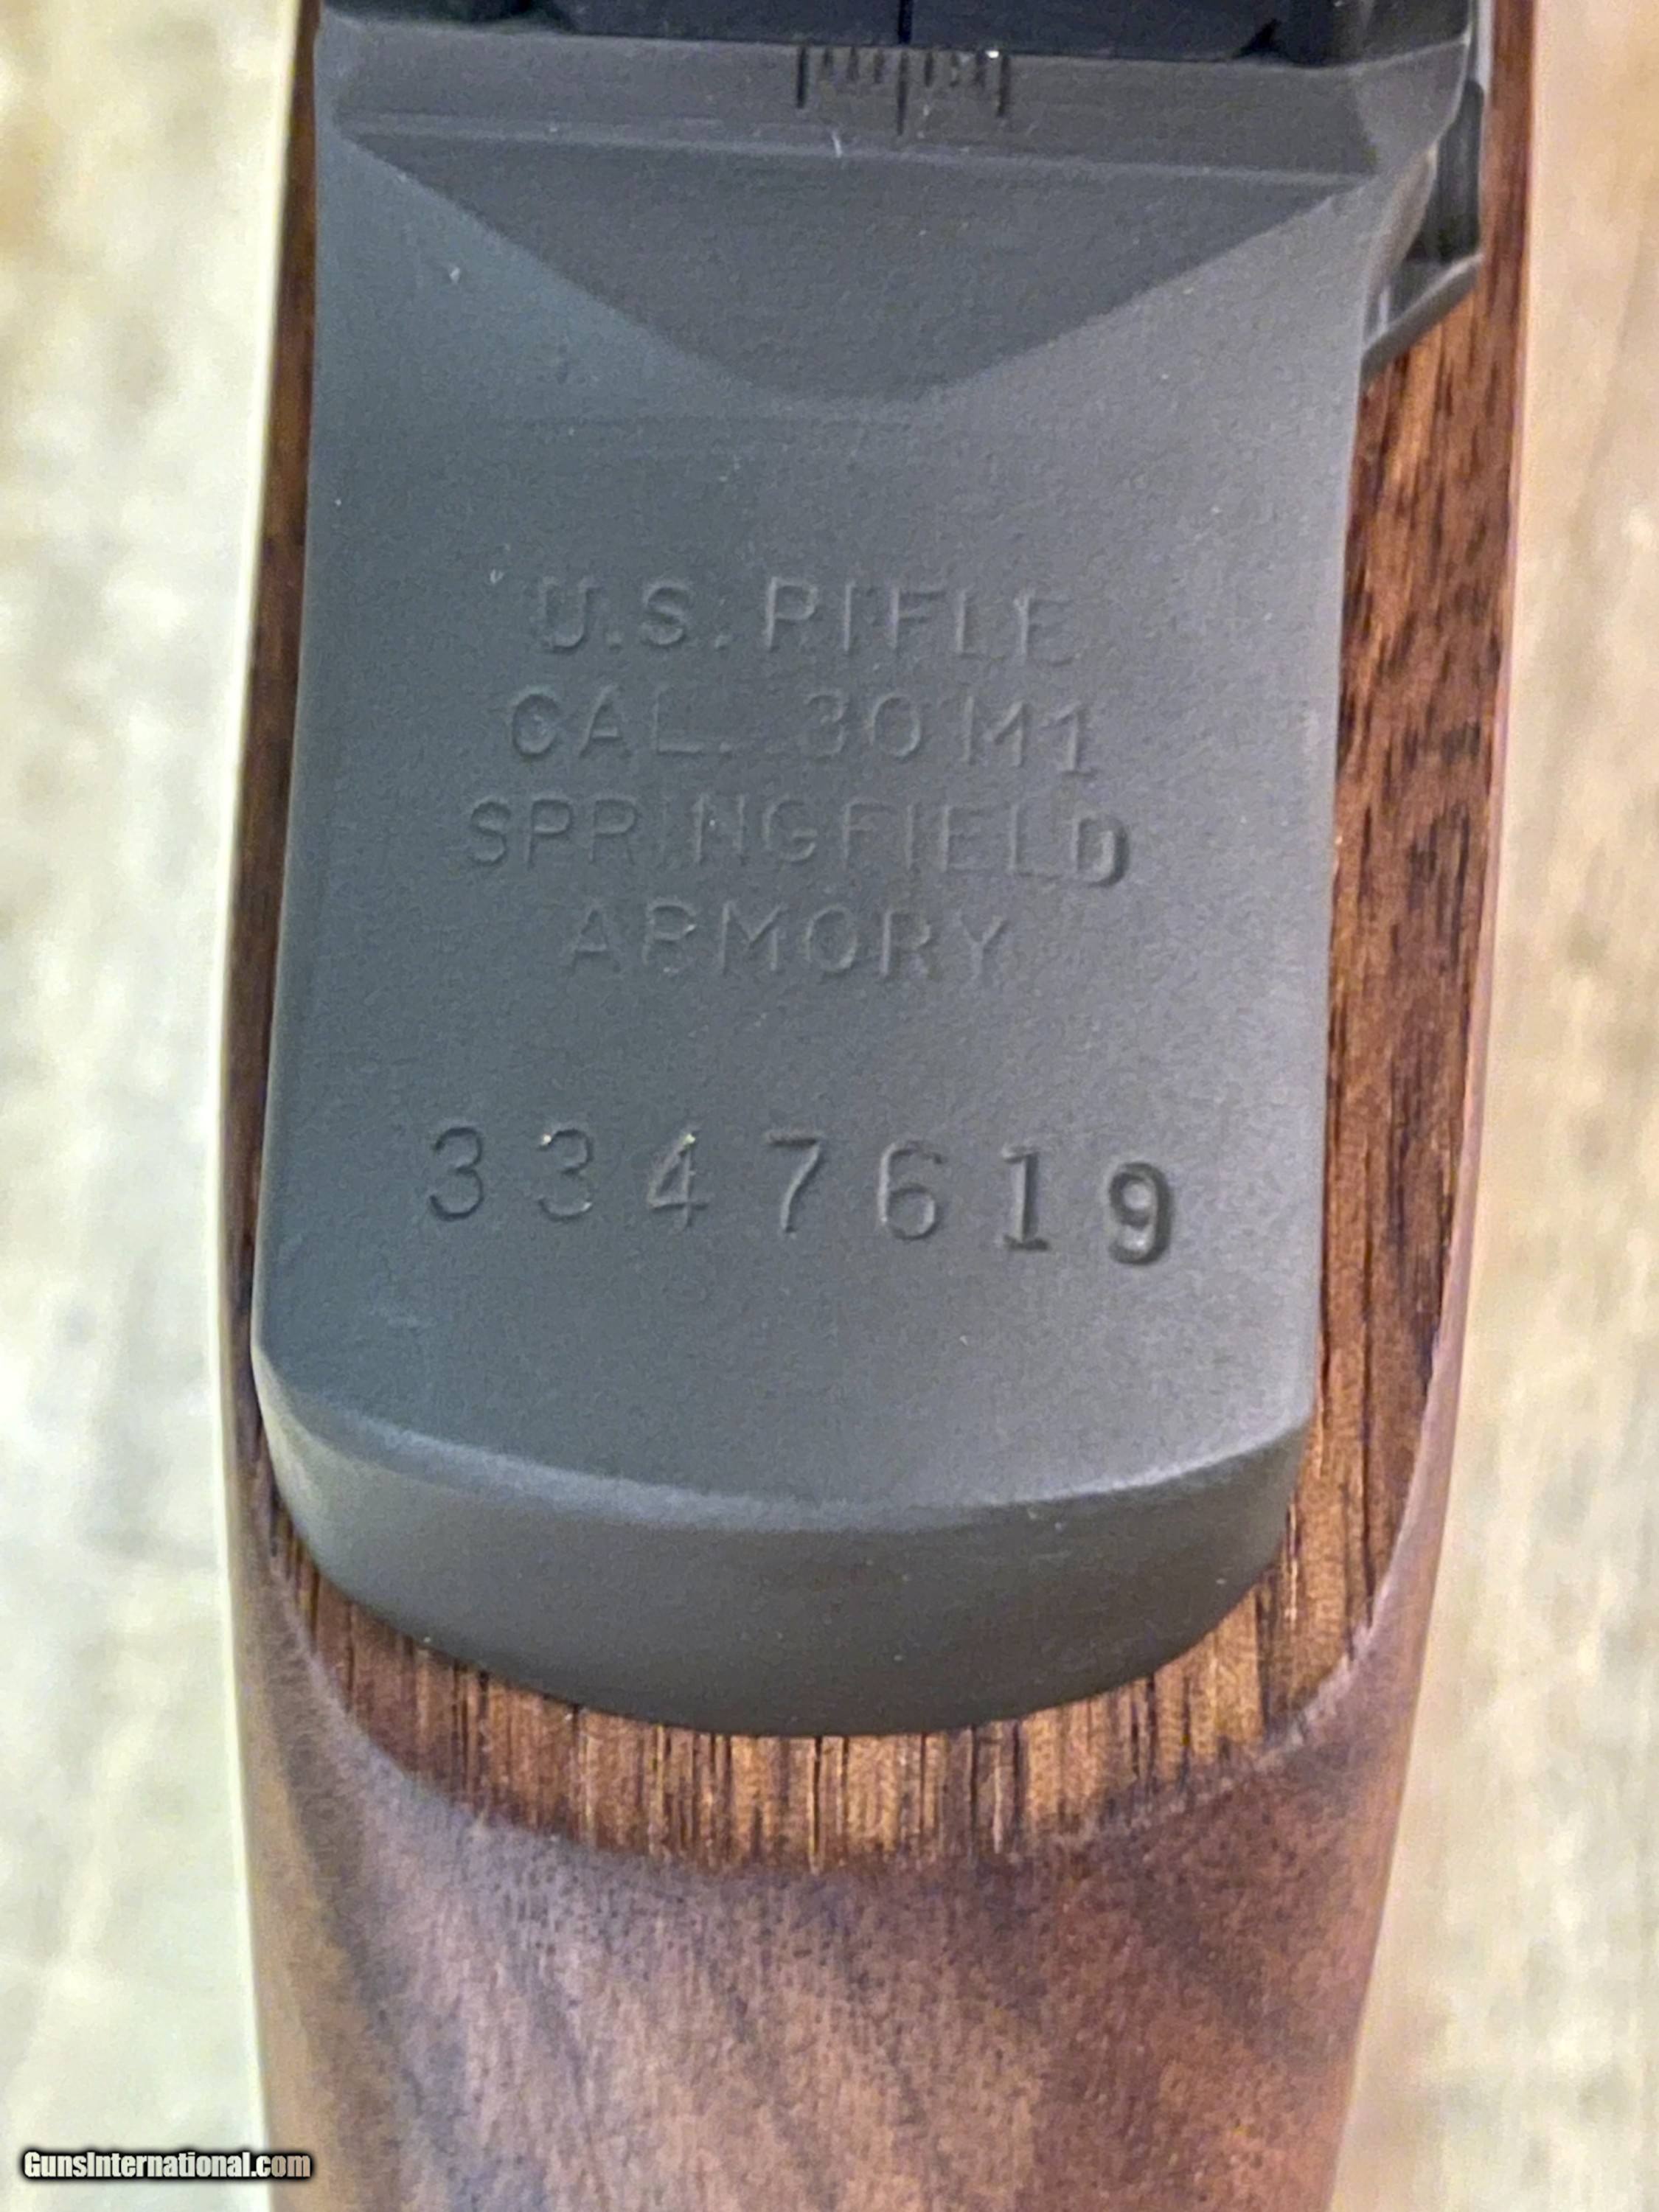 U.S. RIFLE
CAL. .30 M1
SPRINGFIELD
ARMORY
3347619
GunsInternational.com